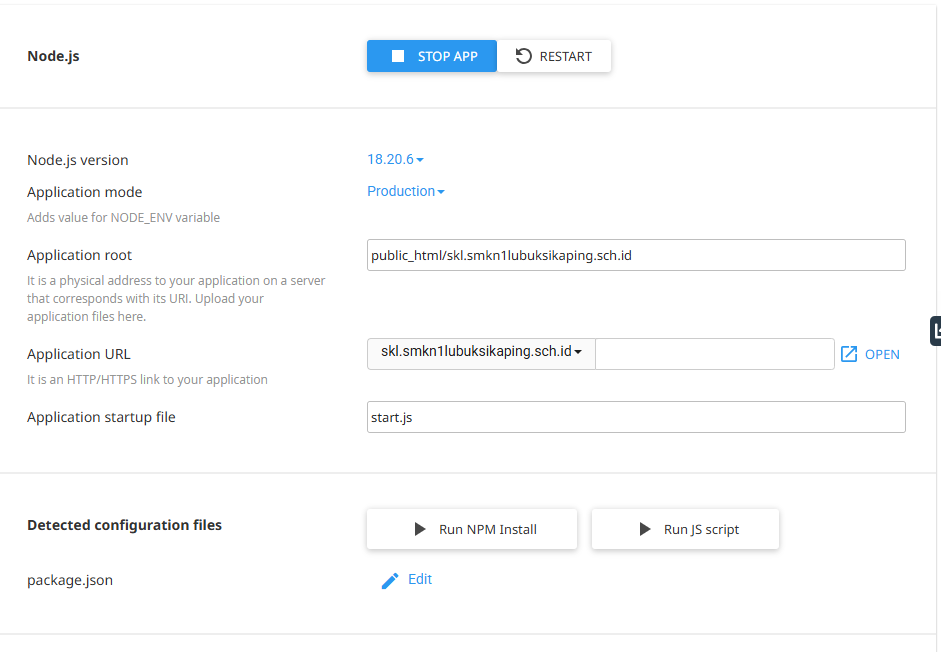 Node.js
STOP APP
RESTART
Node.js version
18.20.6
Application mode
Production
Adds value for NODE_ENV variable
Application root
public_html/skl.smkn1lubuksikaping.sch.id
It is a physical address to your application on a server
that corresponds with its URI. Upload your
application files here.
Application URL
skl.smkn1lubuksikaping.sch.id
OPEN
It is an HTTP/HTTPS link to your application
Application startup file
start.js
Detected configuration files
Run NPM Install
Run JS script
package.json
Edit